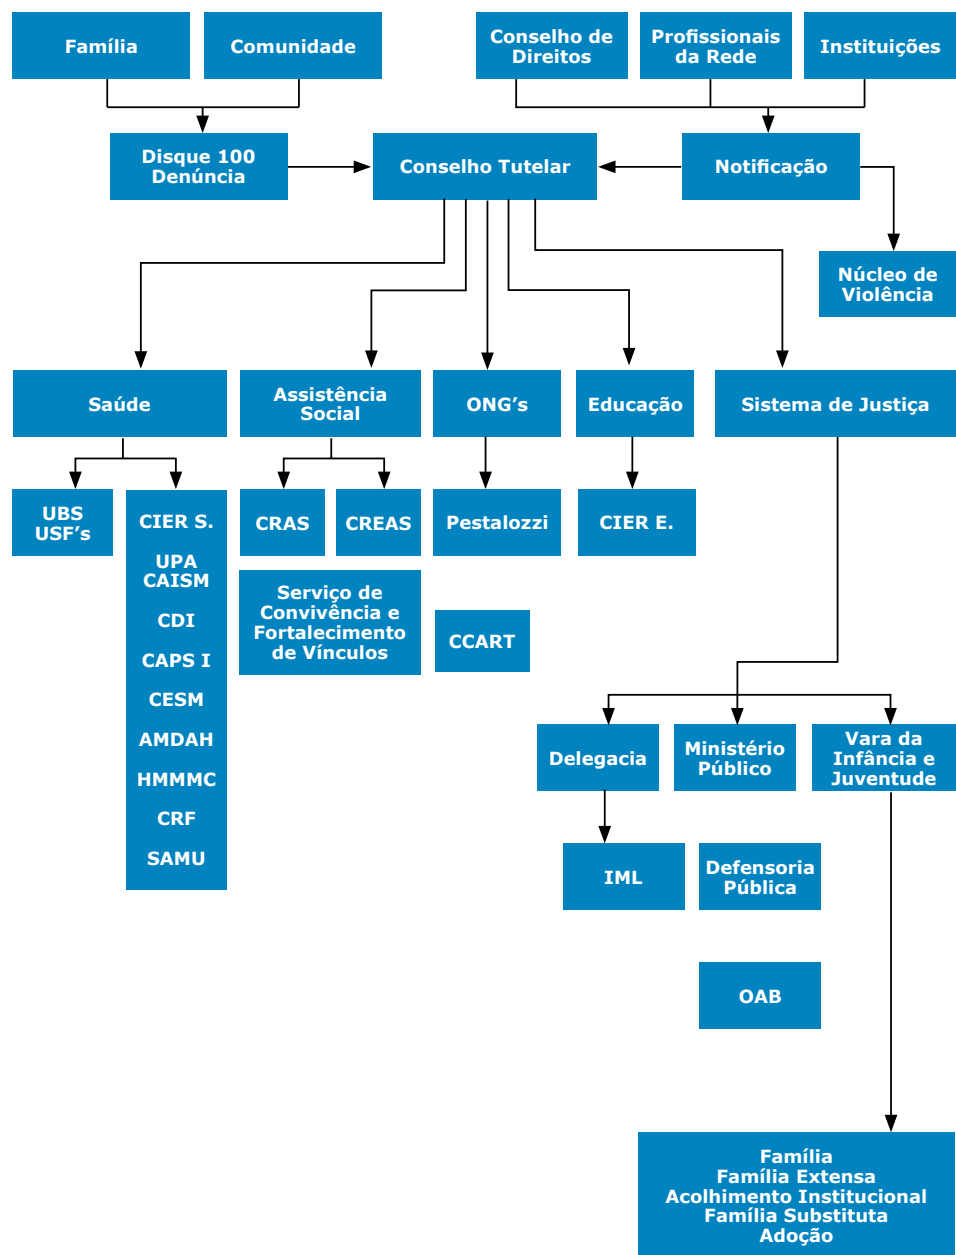 Família
Comunidade
Conselho de
Direitos
Profissionais
da Rede
Instituições
Disque 100
Denúncia
Conselho Tutelar
Notificação
Núcleo de
Violência
Saúde
Assistência
Social
ONG’s
Educação
Sistema de Justiça
UBS
USF’s
CIER S.
UPA
CAISM
CDI
CAPS I
CESM
AMDAH
HMMMC
CRF
SAMU
CRAS
CREAS
Pestalozzi
CIER E.
Serviço de
Convivência e
Fortalecimento
de Vínculos
CCART
Delegacia
Ministério
Público
Vara da
Infância e
Juventude
IML
Defensoria
Pública
OAB
Família
Família Extensa
Acolhimento Institucional
Família Substituta
Adoção